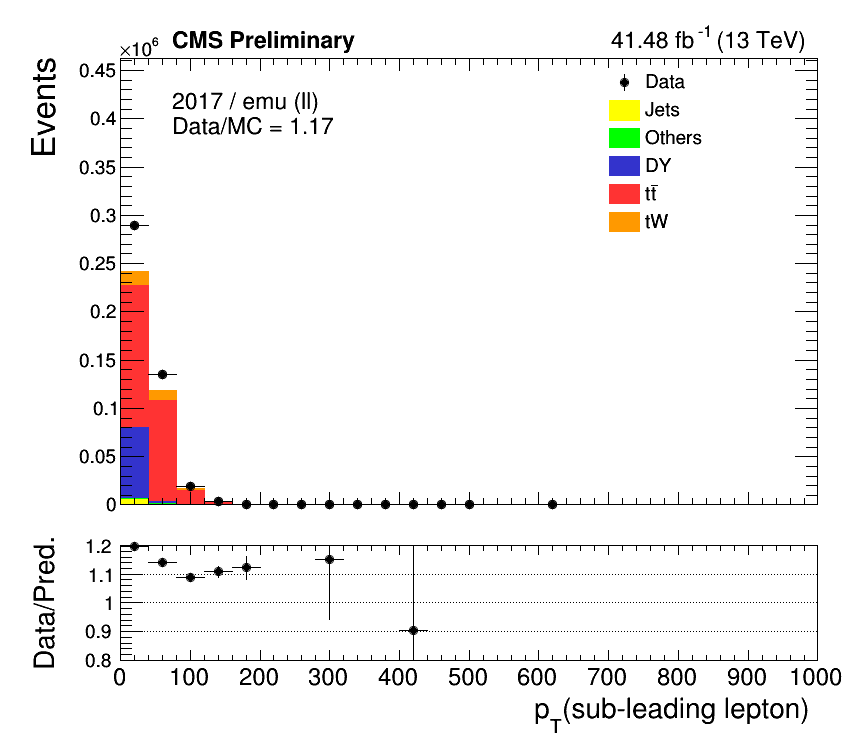 ×10⁶ CMS Preliminary 41.48 fb⁻¹ (13 TeV)
Events
0.45
0.4
0.35
0.3
0.25
0.2
0.15
0.1
0.05
0
2017 / emu (ll)
Data/MC = 1.17
Data
Jets
Others
DY
tt̄
tW
Data/Pred.
1.2
1.1
1
0.9
0.8
0 100 200 300 400 500 600 700 800 900 1000
p_T(sub-leading lepton)